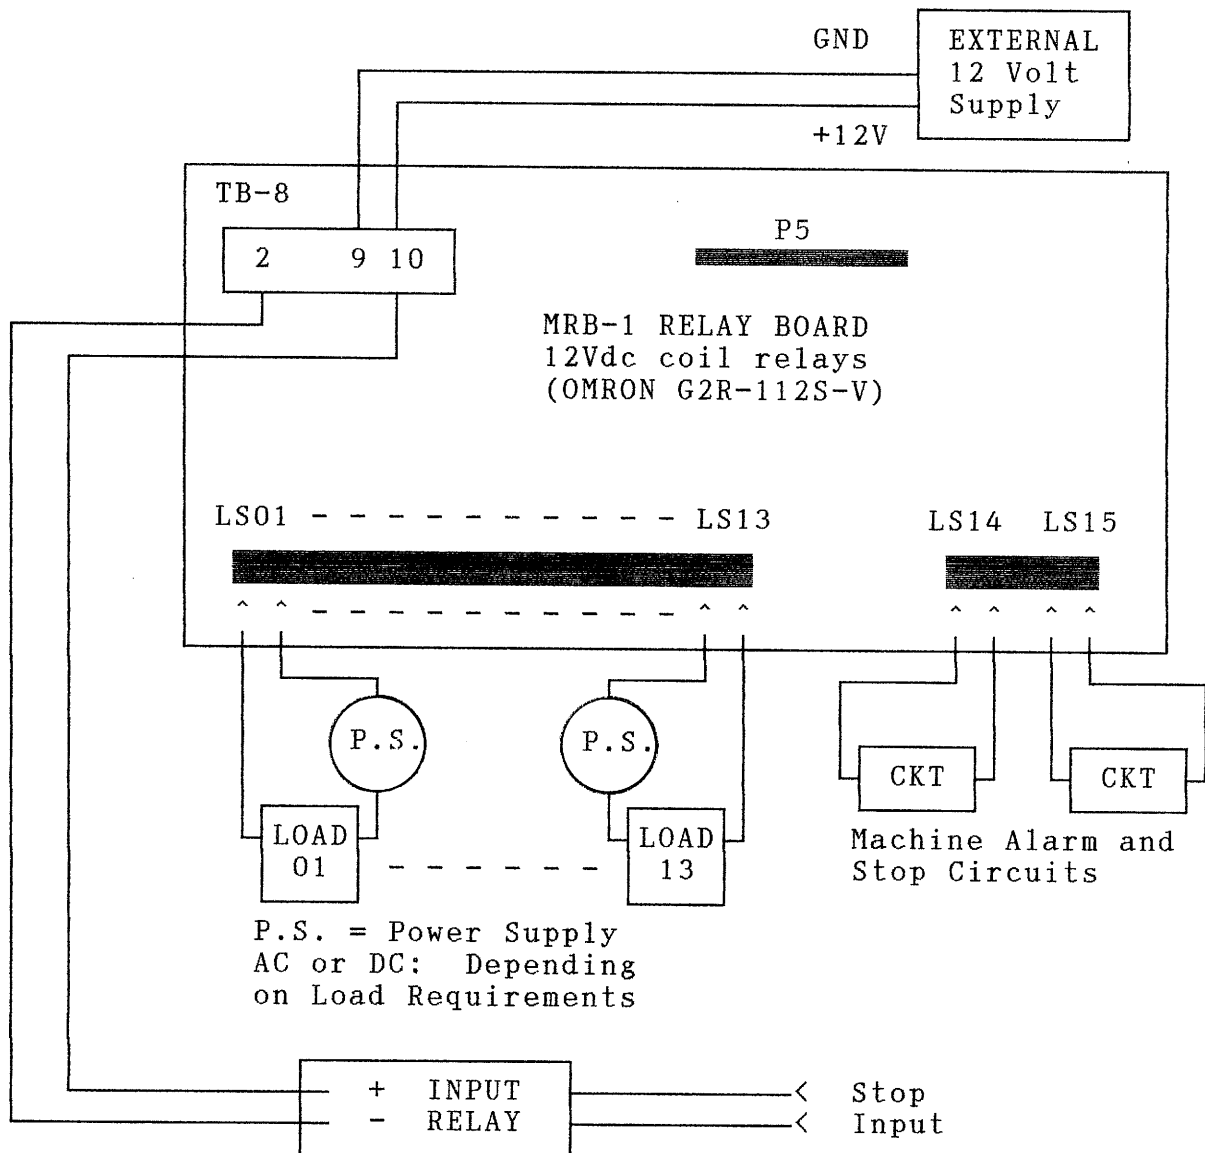 GND
EXTERNAL
12 Volt
Supply
+12V
TB-8
2 9 10
P5
MRB-1 RELAY BOARD
12Vdc coil relays
(OMRON G2R-112S-V)
LS01 - - - - - - - - - - LS13
LS14 LS15
^ ^ - - - - - - - - - - ^ ^
^ ^ ^ ^
P.S.
P.S.
CKT
CKT
LOAD
01
- - - - - -
LOAD
13
Machine Alarm and
Stop Circuits
P.S. = Power Supply
AC or DC: Depending
on Load Requirements
+ INPUT
- RELAY
< Stop
< Input